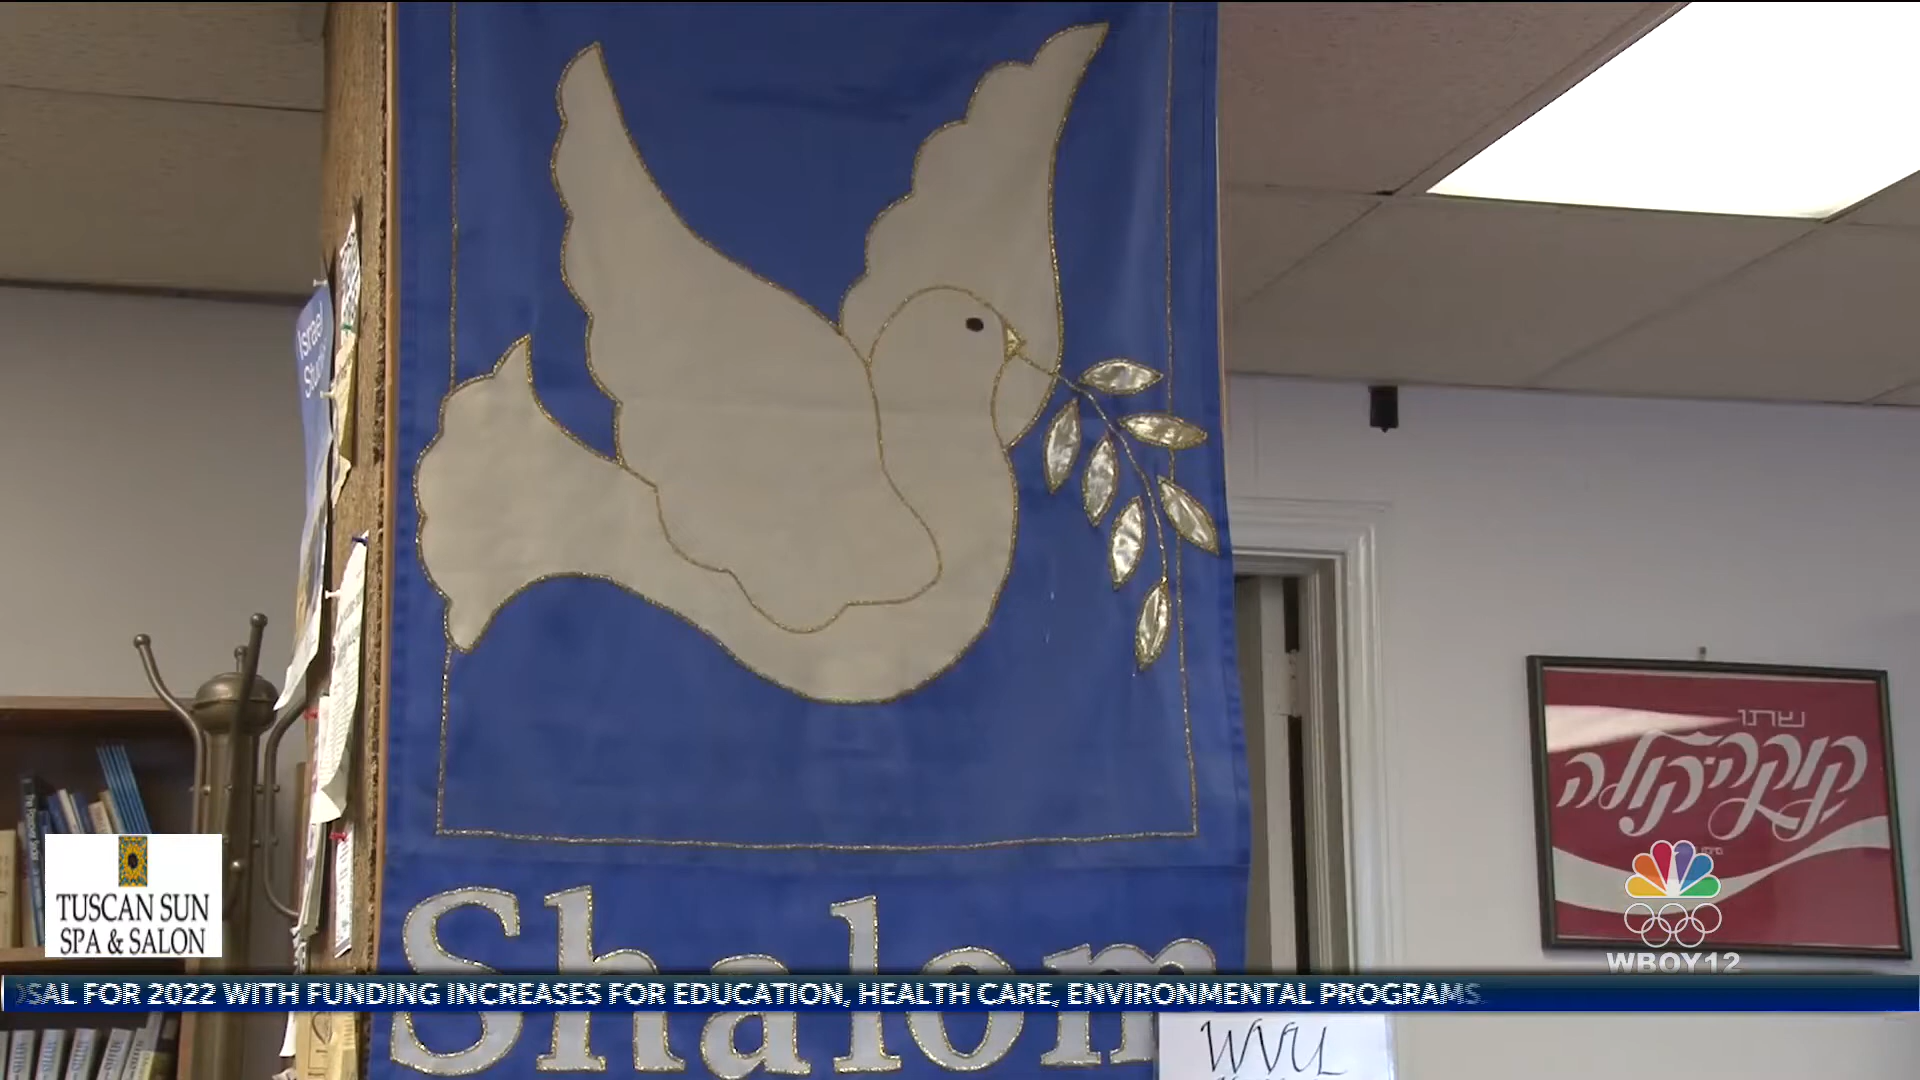 Israel
שתו
קוקה־קולה
TUSCAN SUN
SPA & SALON
WBOY12
OSAL FOR 2022 WITH FUNDING INCREASES FOR EDUCATION, HEALTH CARE, ENVIRONMENTAL PROGRAMS
Shalom
WVU